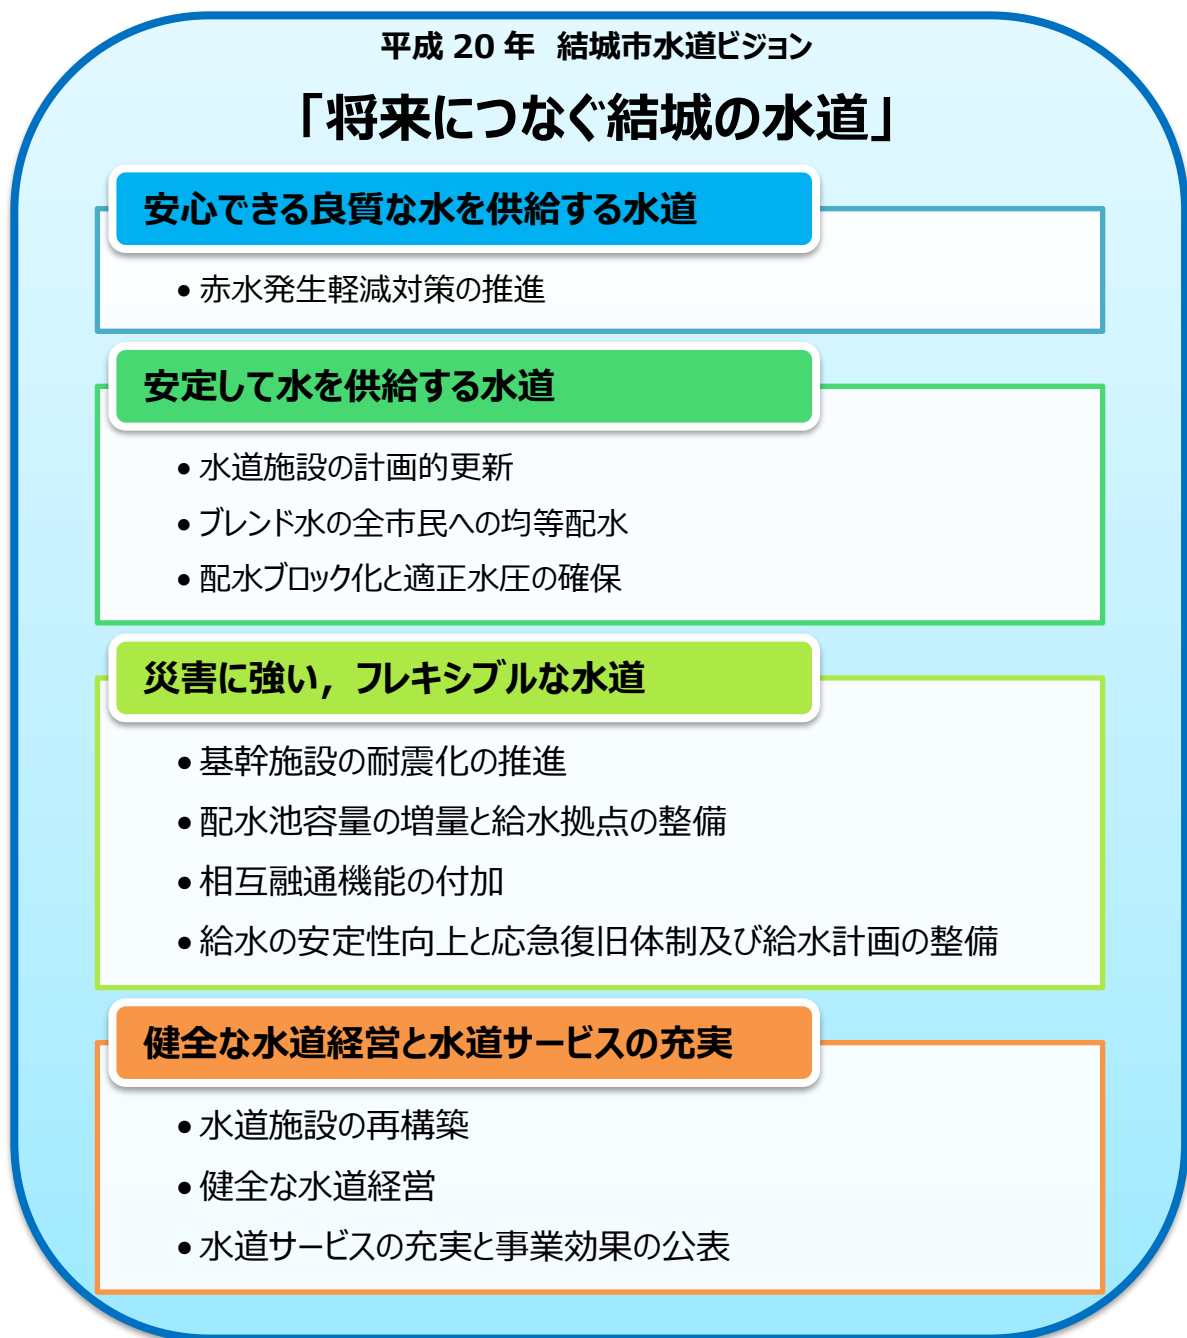 平成 20 年 結城市水道ビジョン
「将来につなぐ結城の水道」
安心できる良質な水を供給する水道
• 赤水発生軽減対策の推進
安定して水を供給する水道
• 水道施設の計画的更新
• ブレンド水の全市民への均等配水
• 配水ブロック化と適正水圧の確保
災害に強い，フレキシブルな水道
• 基幹施設の耐震化の推進
• 配水池容量の増量と給水拠点の整備
• 相互融通機能の付加
• 給水の安定性向上と応急復旧体制及び給水計画の整備
健全な水道経営と水道サービスの充実
• 水道施設の再構築
• 健全な水道経営
• 水道サービスの充実と事業効果の公表